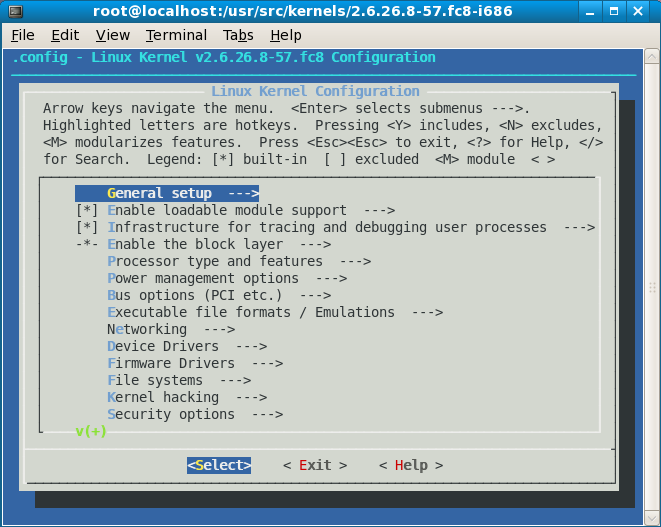 root@localhost:/usr/src/kernels/2.6.26.8-57.fc8-i686
File Edit View Terminal Tabs Help
.config - Linux Kernel v2.6.26.8-57.fc8 Configuration
Linux Kernel Configuration
Arrow keys navigate the menu.  <Enter> selects submenus --->.
Highlighted letters are hotkeys.  Pressing <Y> includes, <N> excludes,
<M> modularizes features.  Press <Esc><Esc> to exit, <?> for Help, </>
for Search.  Legend: [*] built-in  [ ] excluded  <M> module  < >
General setup  --->
[*] Enable loadable module support  --->
[*] Infrastructure for tracing and debugging user processes  --->
-*- Enable the block layer  --->
Processor type and features  --->
Power management options  --->
Bus options (PCI etc.)  --->
Executable file formats / Emulations  --->
Networking  --->
Device Drivers  --->
Firmware Drivers  --->
File systems  --->
Kernel hacking  --->
Security options  --->
v(+)
<Select>    < Exit >    < Help >